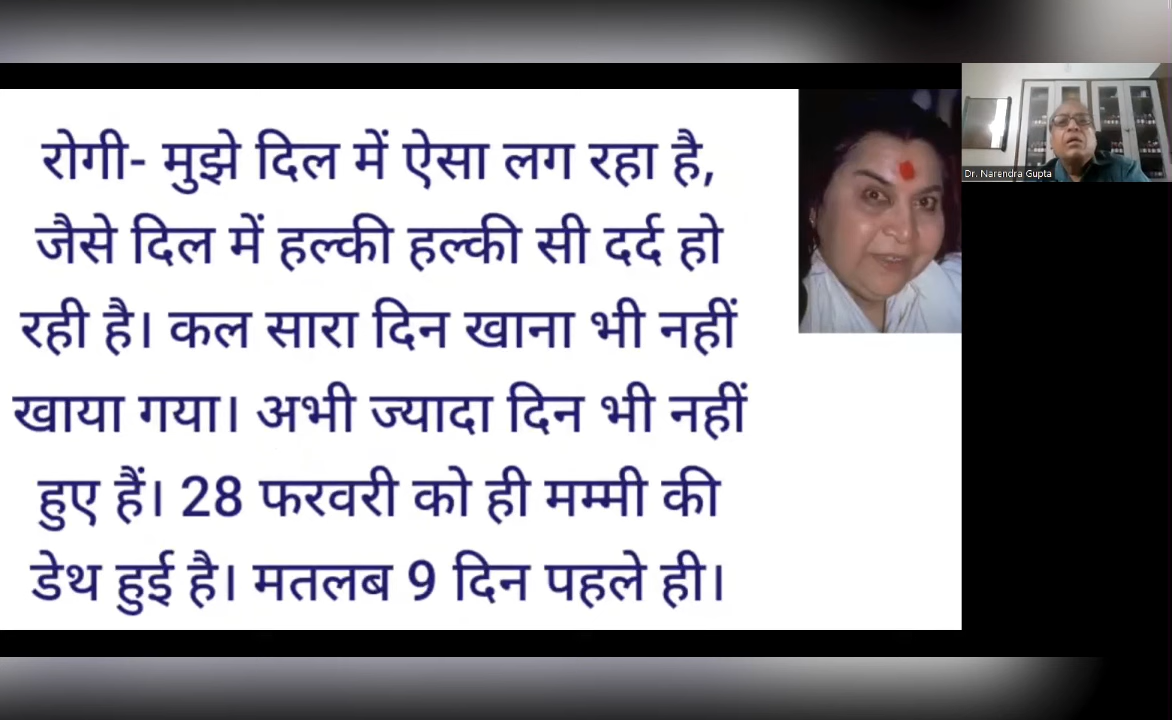 रोगी- मुझे दिल में ऐसा लग रहा है,
जैसे दिल में हल्की हल्की सी दर्द हो
रही है। कल सारा दिन खाना भी नहीं
खाया गया। अभी ज्यादा दिन भी नहीं
हुए हैं। 28 फरवरी को ही मम्मी की
डेथ हुई है। मतलब 9 दिन पहले ही।
Dr. Narendra Gupta